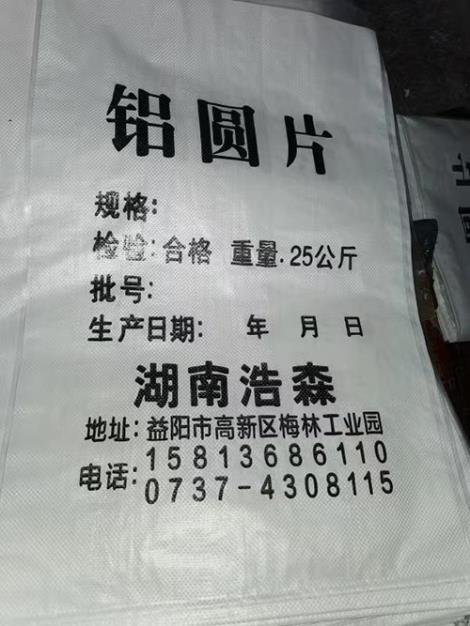 铝圆片
规格:
检验:合格 重量.25公斤
批号:
生产日期: 年 月 日
湖南浩森
地址:益阳市高新区梅林工业园
电话:15813686110
0737-4308115